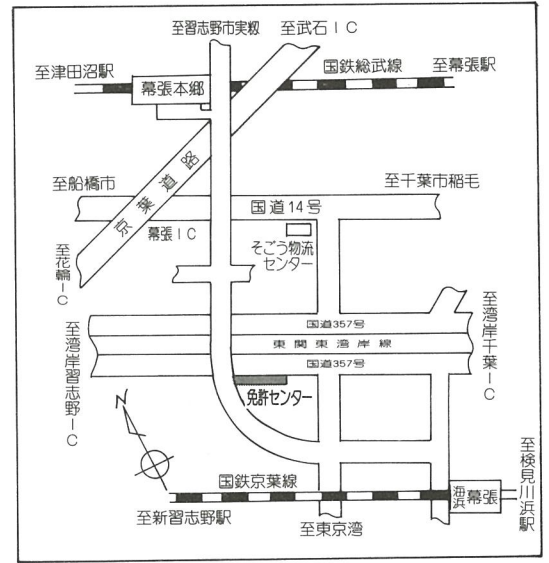 至習志野市実籾
至武石IC
至津田沼駅
幕張本郷
国鉄総武線
至幕張駅
京葉道路
至船橋市
国道14号
至千葉市稲毛
幕張IC
至花輪IC
そごう物流
センター
国道357号
東関東湾岸線
国道357号
至湾岸習志野IC
至湾岸千葉IC
免許センター
N
国鉄京葉線
海浜
幕張
至検見川浜駅
至新習志野駅
至東京湾